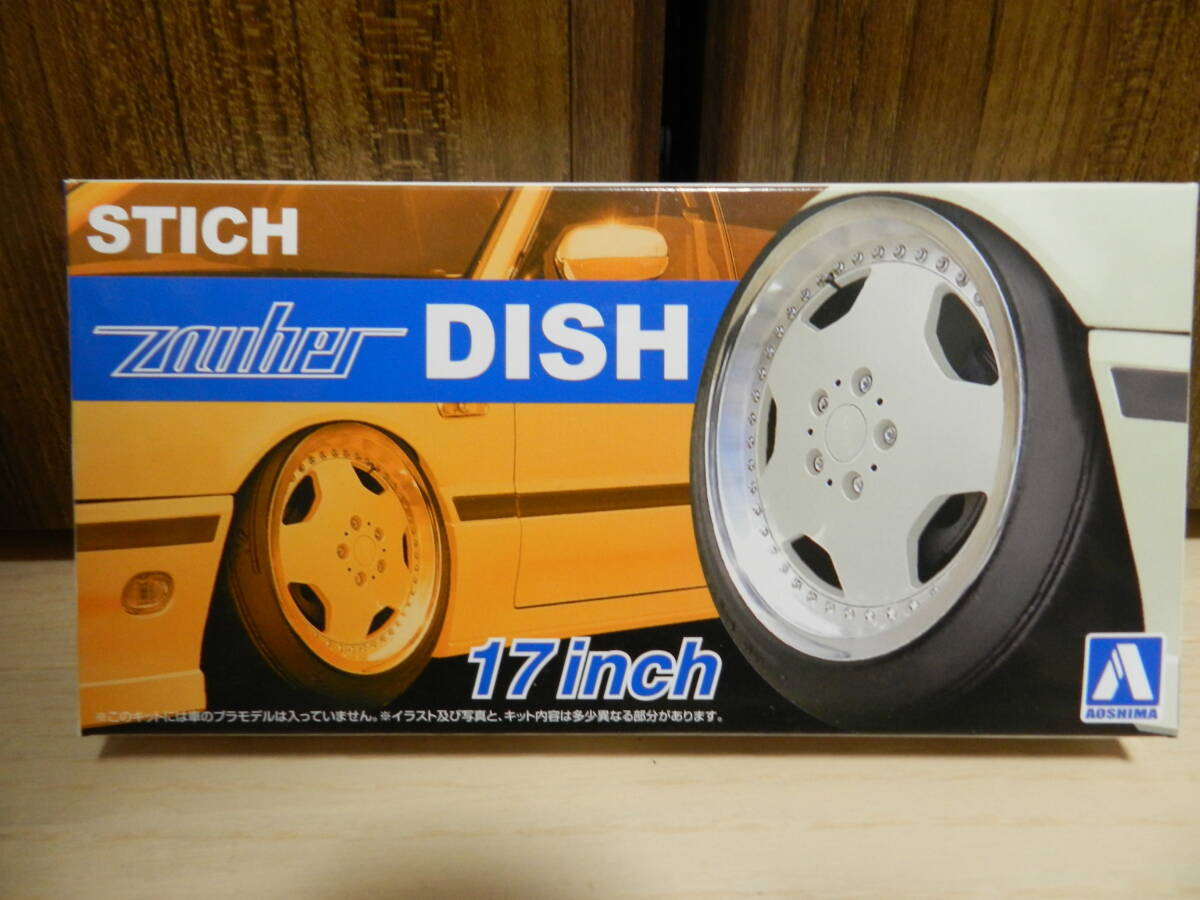 STICH
zauber DISH
17 inch
※このキットには車のプラモデルは入っていません。※イラスト及び写真と、キット内容は多少異なる部分があります。
AOSHIMA